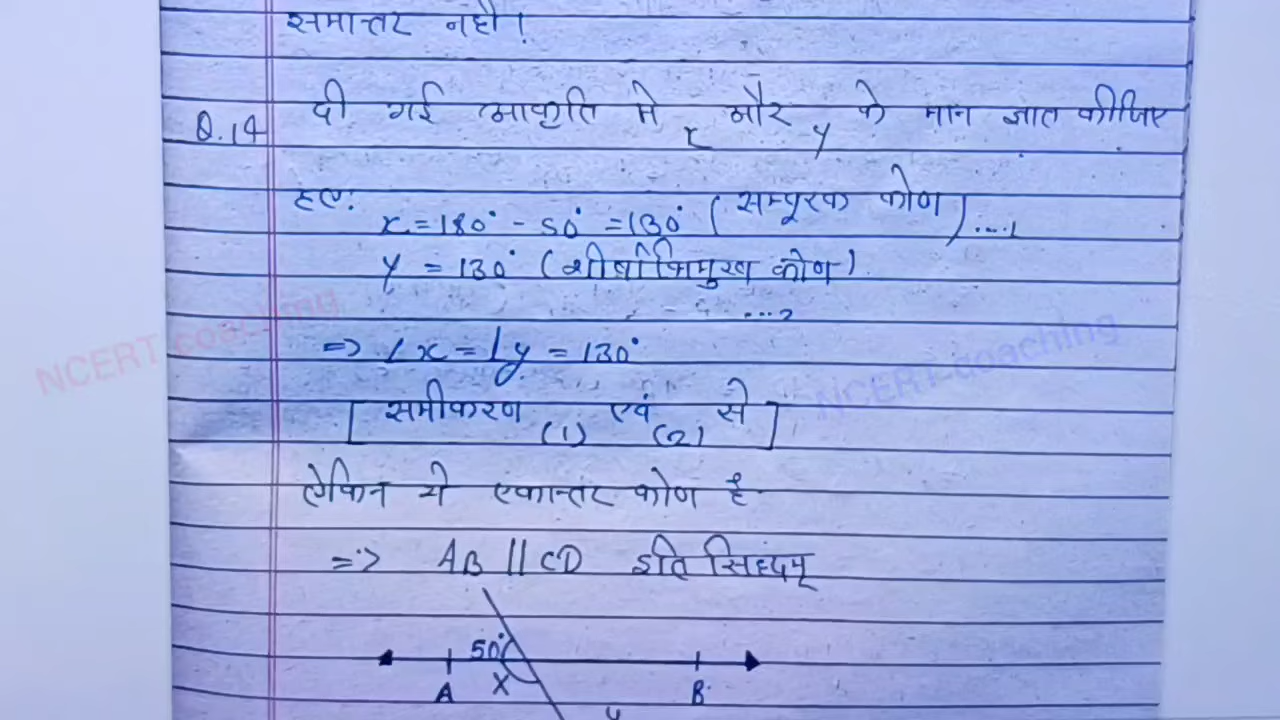 समान्तर नहीं।
Q.14 दी गई आकृति मे x और y के मान ज्ञात कीजिए
हल:
x = 180° - 50° = 130° (सम्पूरक कोण) ....1
y = 130° (शीर्षाभिमुख कोण)
...2
=> ∠x = ∠y = 130°
[समीकरण (1) एवं (2) से]
लेकिन ये एकान्तर कोण है
=> AB || CD इति सिद्धम्
50°
X
A
B
y
NCERT coaching
NCERT coaching